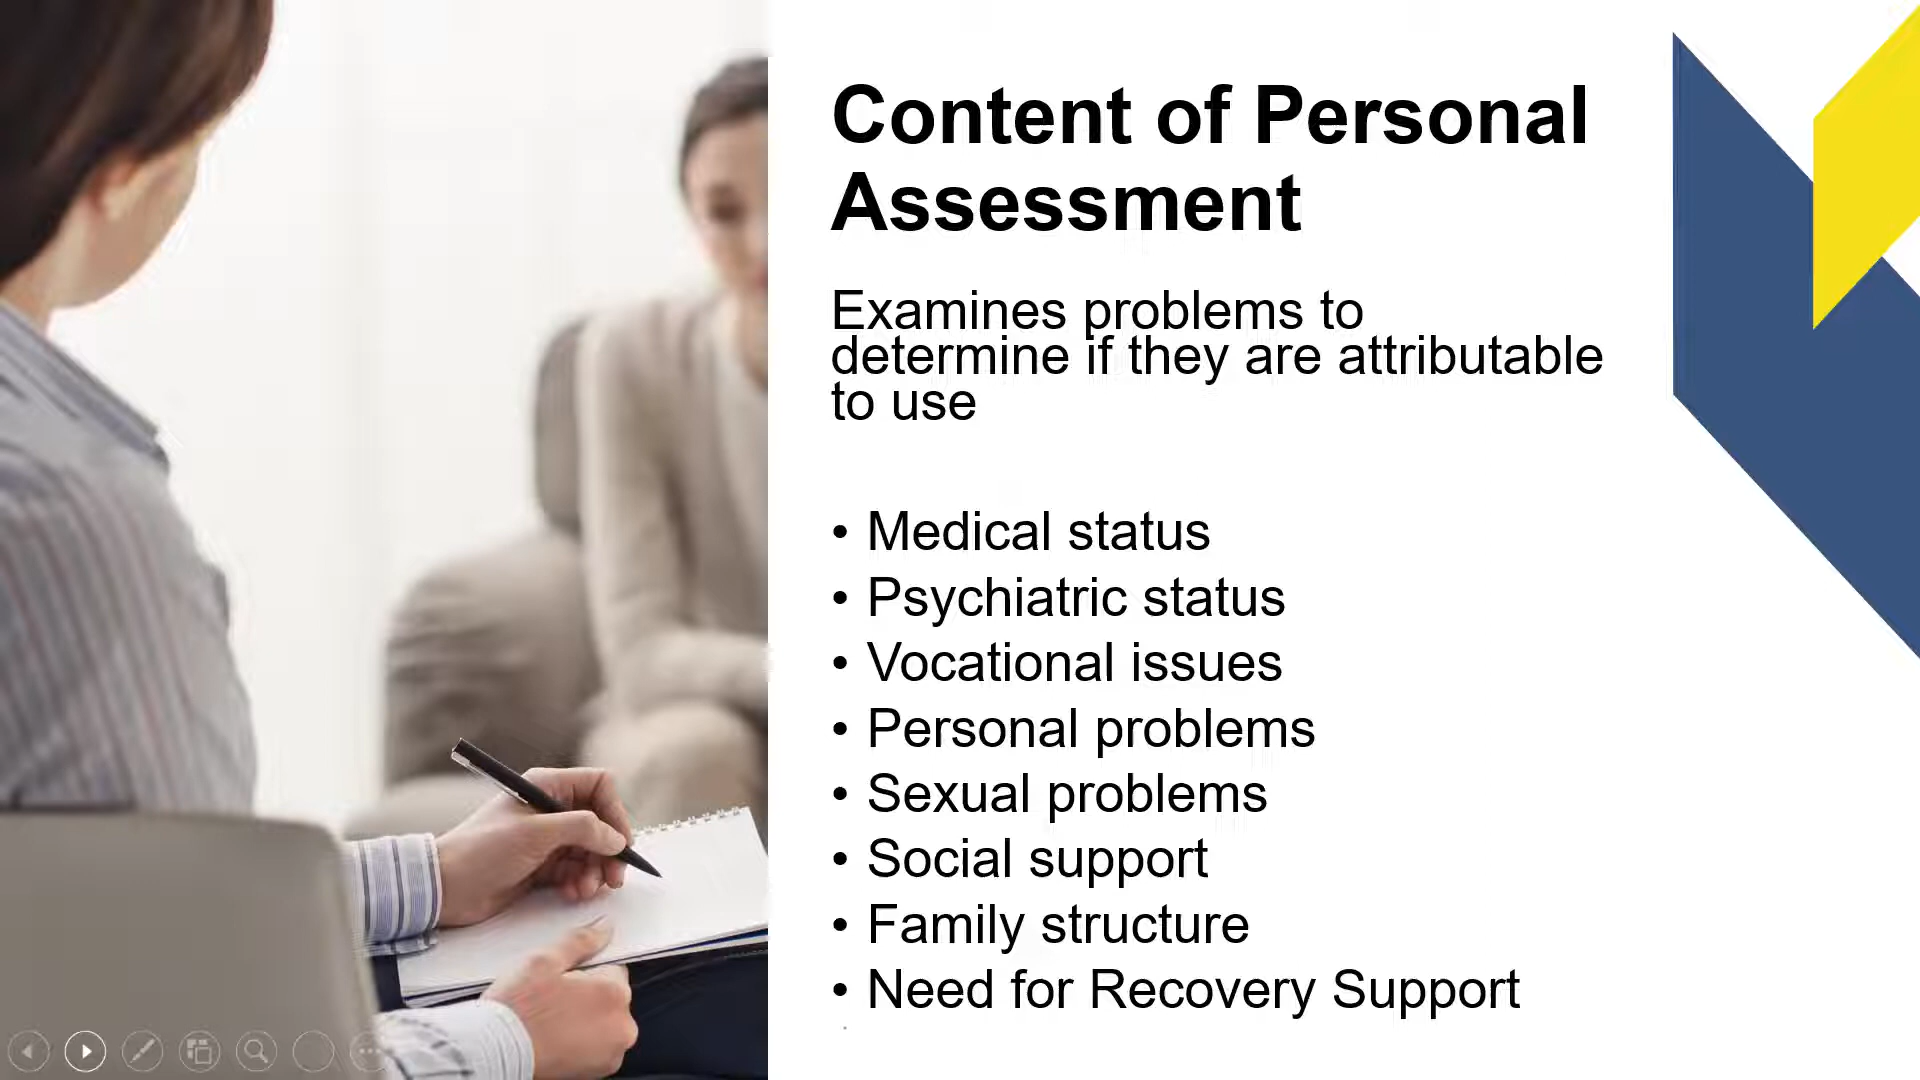 Content of Personal
Assessment
Examines problems to
determine if they are attributable
to use
• Medical status
• Psychiatric status
• Vocational issues
• Personal problems
• Sexual problems
• Social support
• Family structure
• Need for Recovery Support